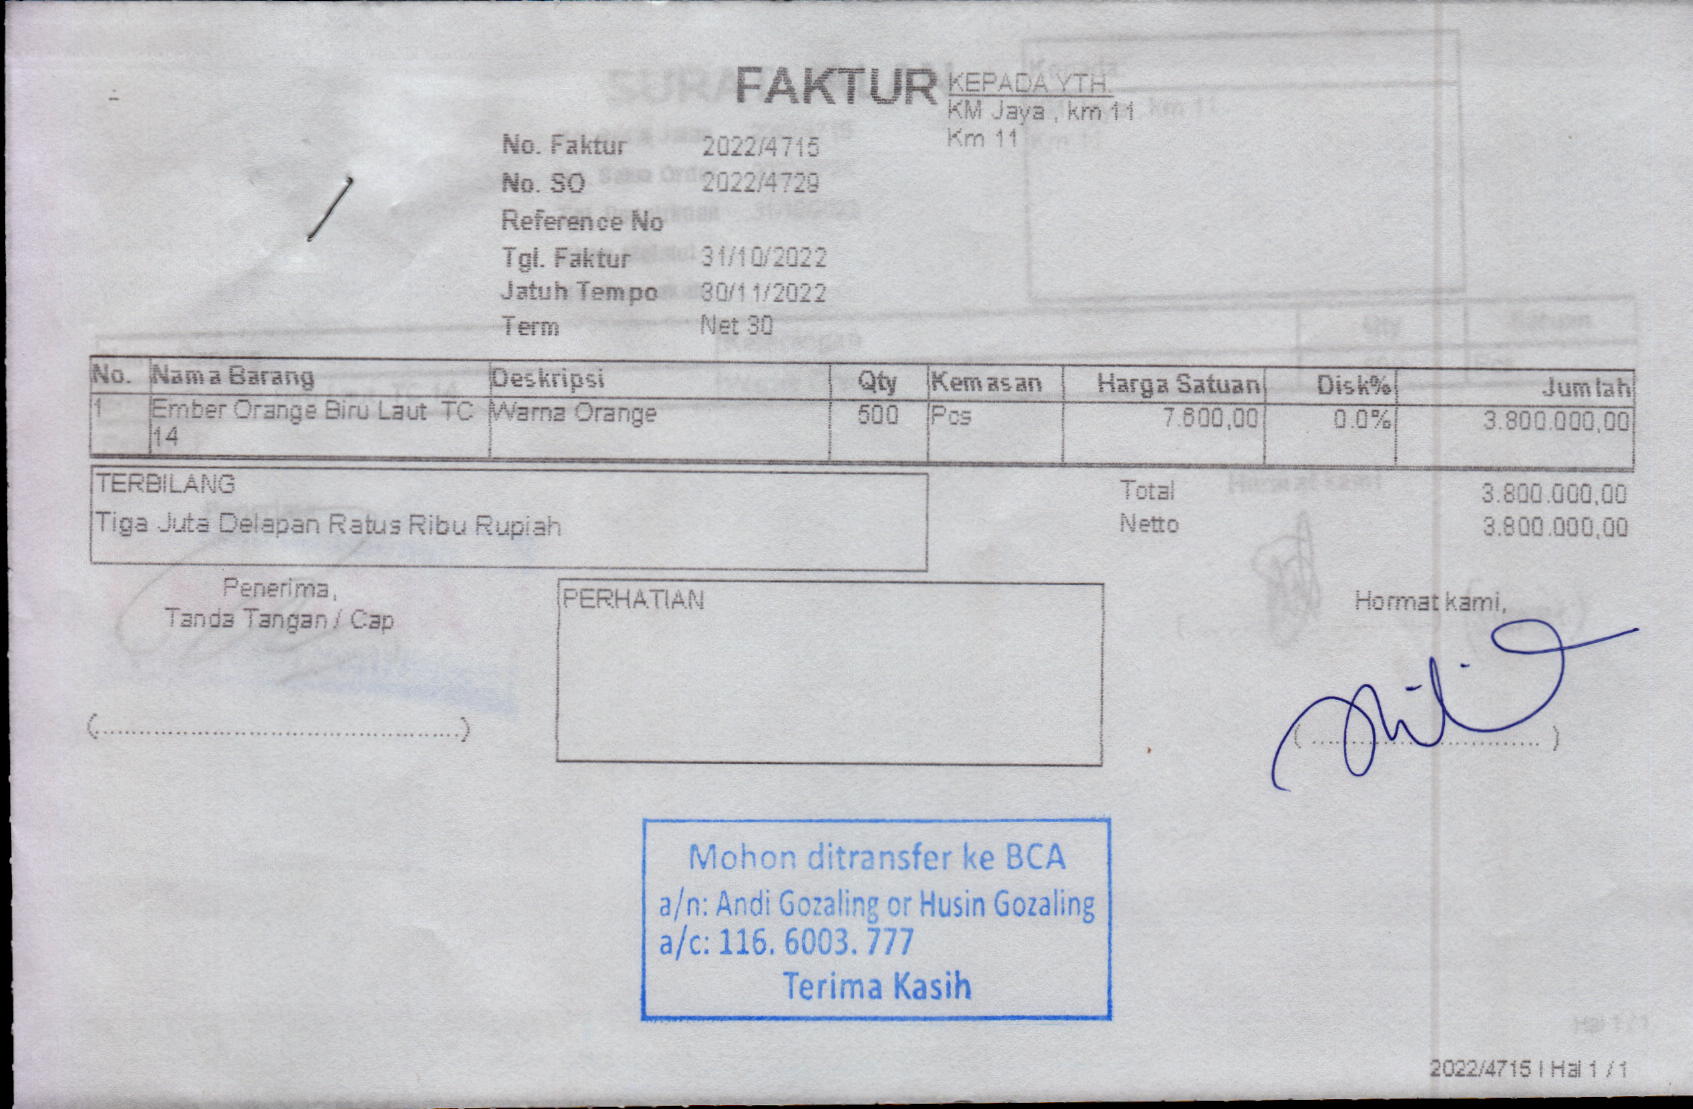 FAKTUR
KEPADA YTH.
KM Jaya , km 11
Km 11
No. Faktur 2022/4715
No. SO 2022/4729
Reference No
Tgl. Faktur 31/10/2022
Jatuh Tempo 30/11/2022
Term Net 30
No. Nama Barang Deskripsi Qty Kemasan Harga Satuan Disk% Jumlah
1 Ember Orange Biru Laut TC 14 Warna Orange 500 Pcs 7.600,00 0.0% 3.800.000,00
TERBILANG
Tiga Juta Delapan Ratus Ribu Rupiah
Total 3.800.000,00
Netto 3.800.000,00
Penerima,
Tanda Tangan / Cap
PERHATIAN
Hormat kami,
Mohon ditransfer ke BCA
a/n: Andi Gozaling or Husin Gozaling
a/c: 116. 6003. 777
Terima Kasih
2022/4715 | Hal 1 / 1